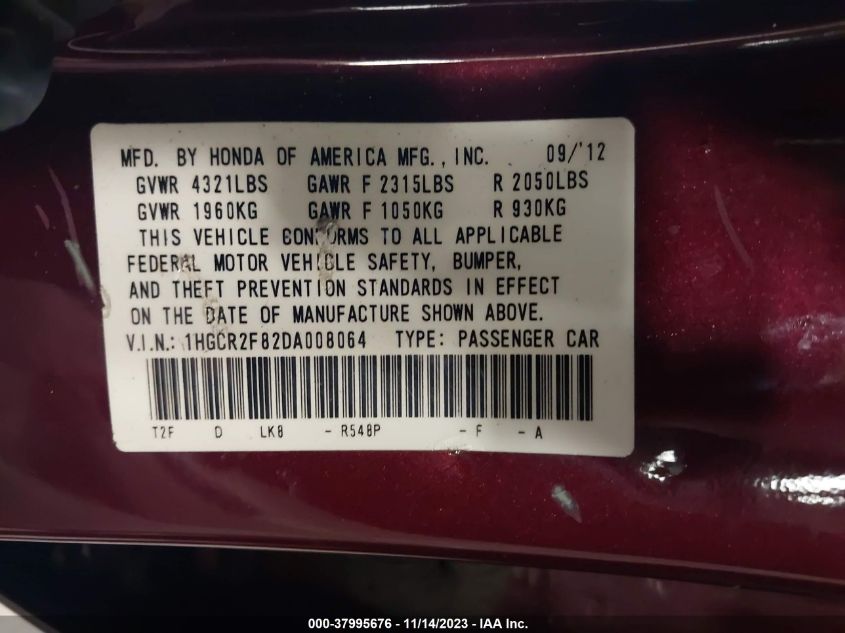 MFD. BY HONDA OF AMERICA MFG., INC. 09/'12
GVWR 4321LBS GAWR F 2315LBS R 2050LBS
GVWR 1960KG GAWR F 1050KG R 930KG
THIS VEHICLE CONFORMS TO ALL APPLICABLE
FEDERAL MOTOR VEHICLE SAFETY, BUMPER,
AND THEFT PREVENTION STANDARDS IN EFFECT
ON THE DATE OF MANUFACTURE SHOWN ABOVE.
V.I.N.: 1HGCR2F82DA008064 TYPE: PASSENGER CAR
T2F D LK8 - R548P - F - A
000-37995676 - 11/14/2023 - IAA Inc.